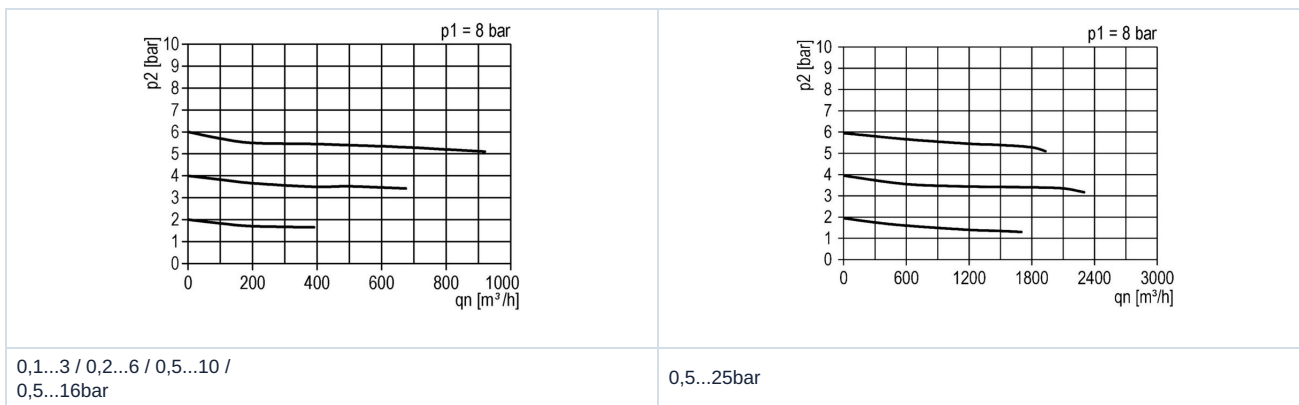 p1 = 8 bar
p2 [bar]
10
9
8
7
6
5
4
3
2
1
0
0 200 400 600 800 1000
qn [m³/h]
p1 = 8 bar
p2 [bar]
10
9
8
7
6
5
4
3
2
1
0
0 600 1200 1800 2400 3000
qn [m³/h]
0,1...3 / 0,2...6 / 0,5...10 /
0,5...16bar
0,5...25bar